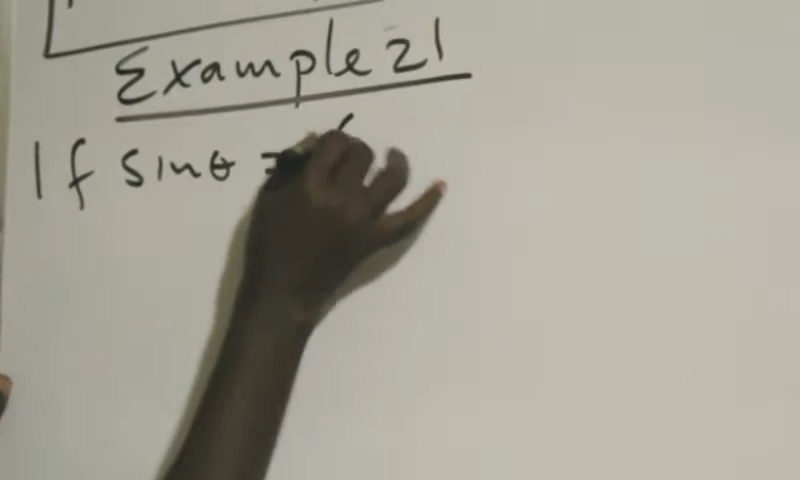 Example 21
If sinθ =